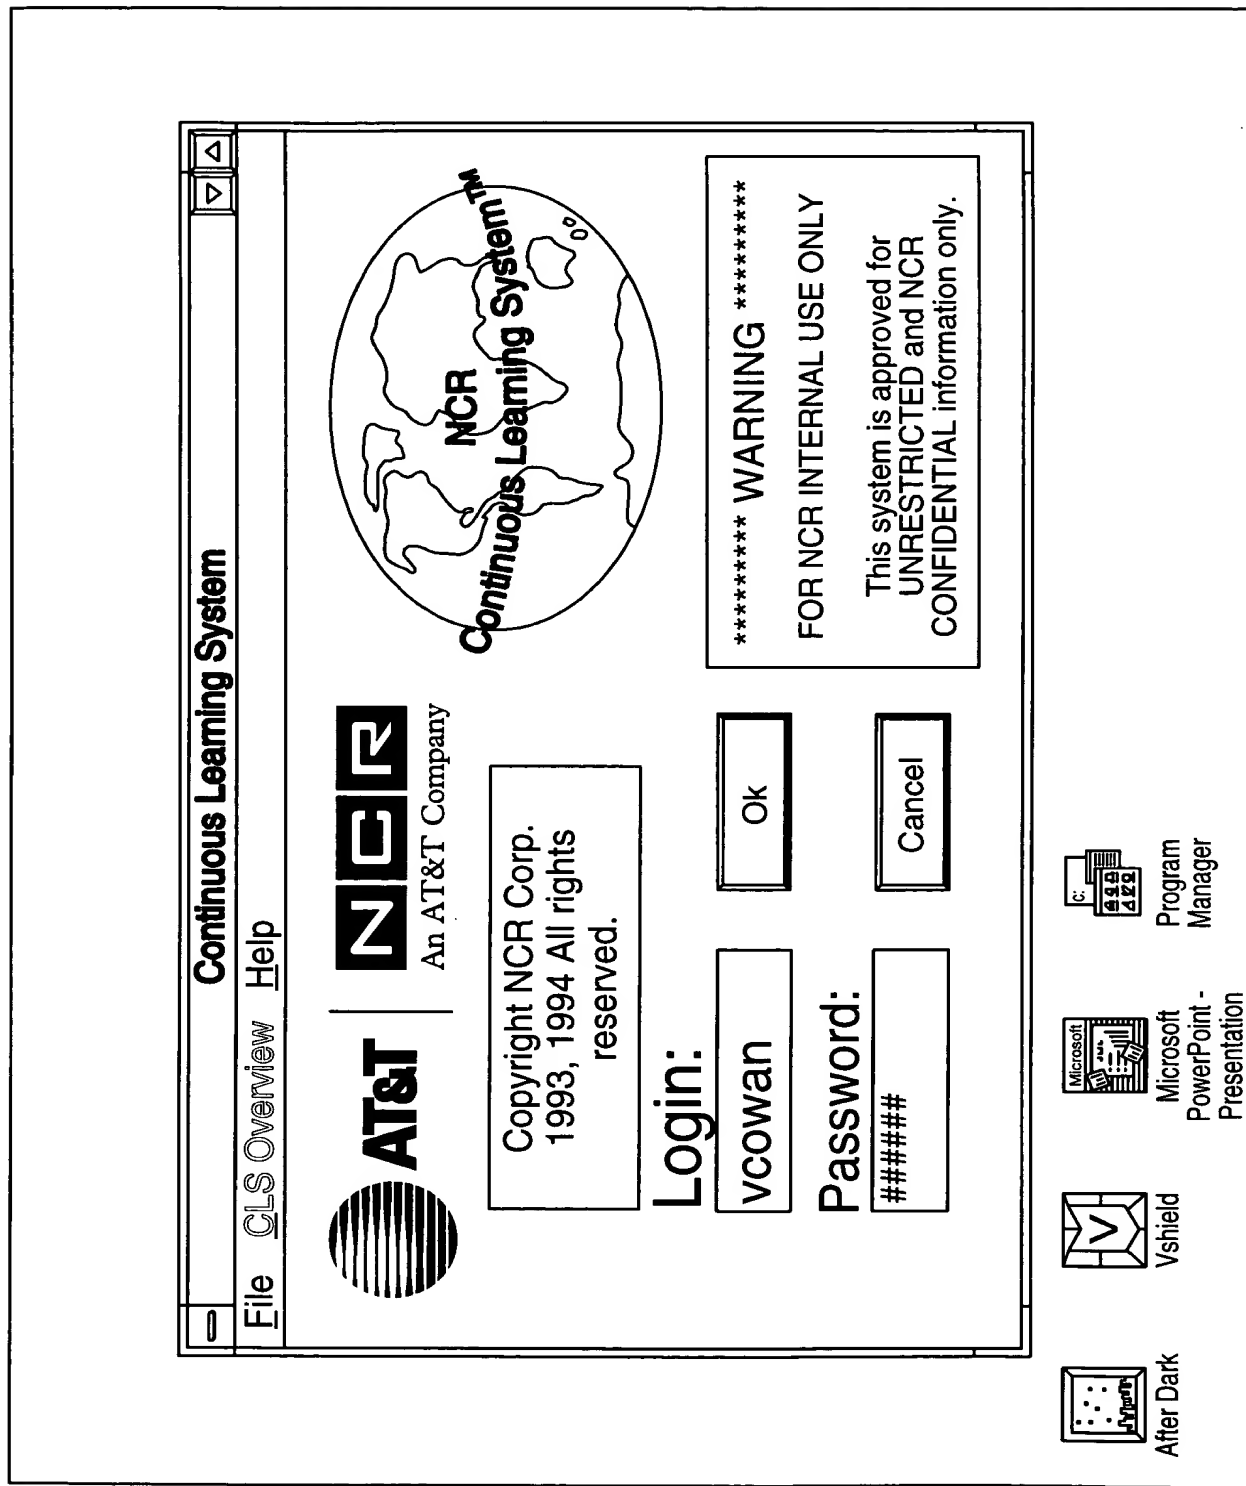 Continuous Learning System
File CLS Overview Help
AT&T
NCR
An AT&T Company
NCR
Continuous Learning System™
Copyright NCR Corp.
1993, 1994 All rights
reserved.
Login:
vcowan
Ok
Password:
######
Cancel
********* WARNING *********
FOR NCR INTERNAL USE ONLY
This system is approved for
UNRESTRICTED and NCR
CONFIDENTIAL information only.
After Dark
V
Vshield
Microsoft
Microsoft
PowerPoint -
Presentation
c:
Program
Manager